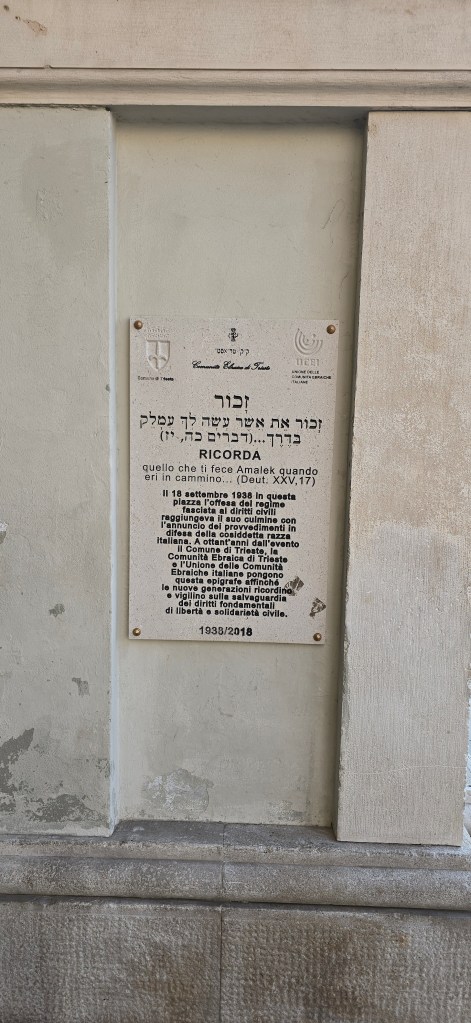 ק"ק טריאסטי
Comunità Ebraica di Trieste
Comune di Trieste
UCEI
UNIONE DELLE
COMUNITÀ EBRAICHE
ITALIANE
זָכוֹר
זָכוֹר אֵת אֲשֶׁר עָשָׂה לְךָ עֲמָלֵק
בַּדֶּרֶךְ...(דברים כה, יז)
RICORDA
quello che ti fece Amalek quando
eri in cammino... (Deut. XXV,17)
Il 18 settembre 1938 in questa
piazza l'offesa del regime
fascista ai diritti civili
raggiungeva il suo culmine con
l'annuncio dei provvedimenti in
difesa della cosiddetta razza
italiana. A ottant'anni dall'evento
il Comune di Trieste, la
Comunità Ebraica di Trieste
e l'Unione delle Comunità
Ebraiche italiane pongono
questa epigrafe affinché
le nuove generazioni ricordino
e vigilino sulla salvaguardia
dei diritti fondamentali
di libertà e solidarietà civile.
1938/2018